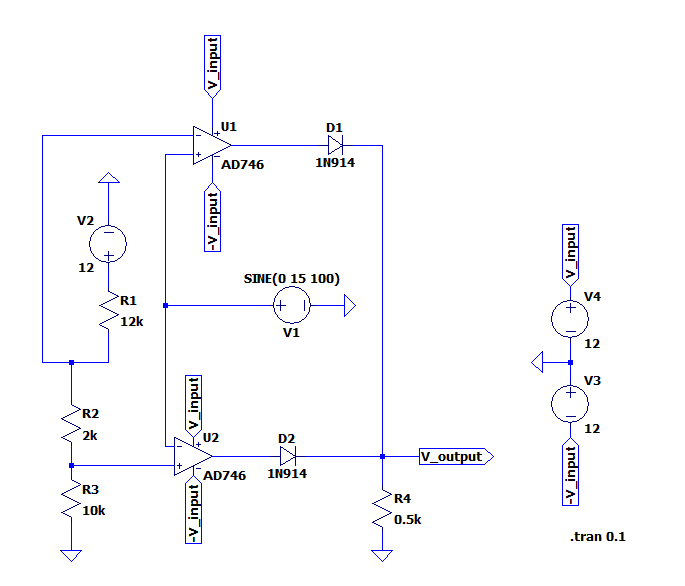 V_input
U1
AD746
-V_input
D1
1N914
V2
12
R1
12k
SINE(0 15 100)
V1
V_input
V4
12
V3
12
-V_input
R2
2k
V_input
U2
AD746
-V_input
D2
1N914
V_output
R3
10k
R4
0.5k
.tran 0.1